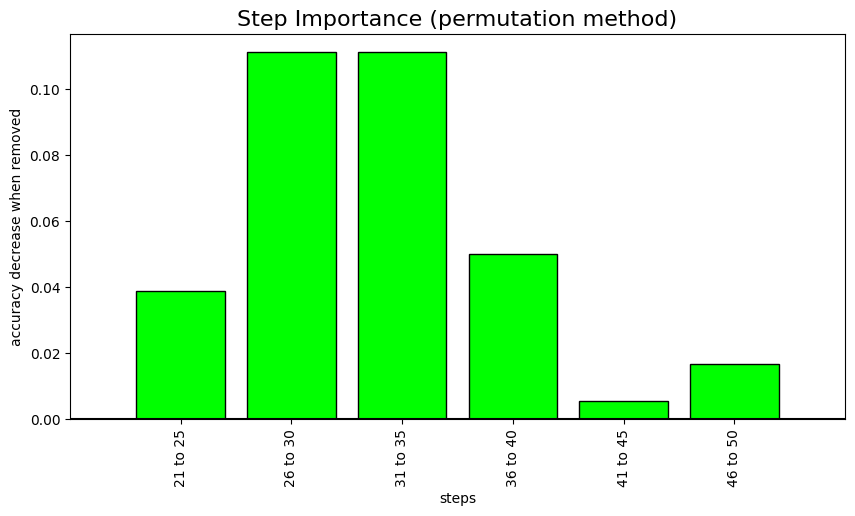 Step Importance (permutation method)
accuracy decrease when removed
0.10
0.08
0.06
0.04
0.02
0.00
21 to 25
26 to 30
31 to 35
36 to 40
41 to 45
46 to 50
steps